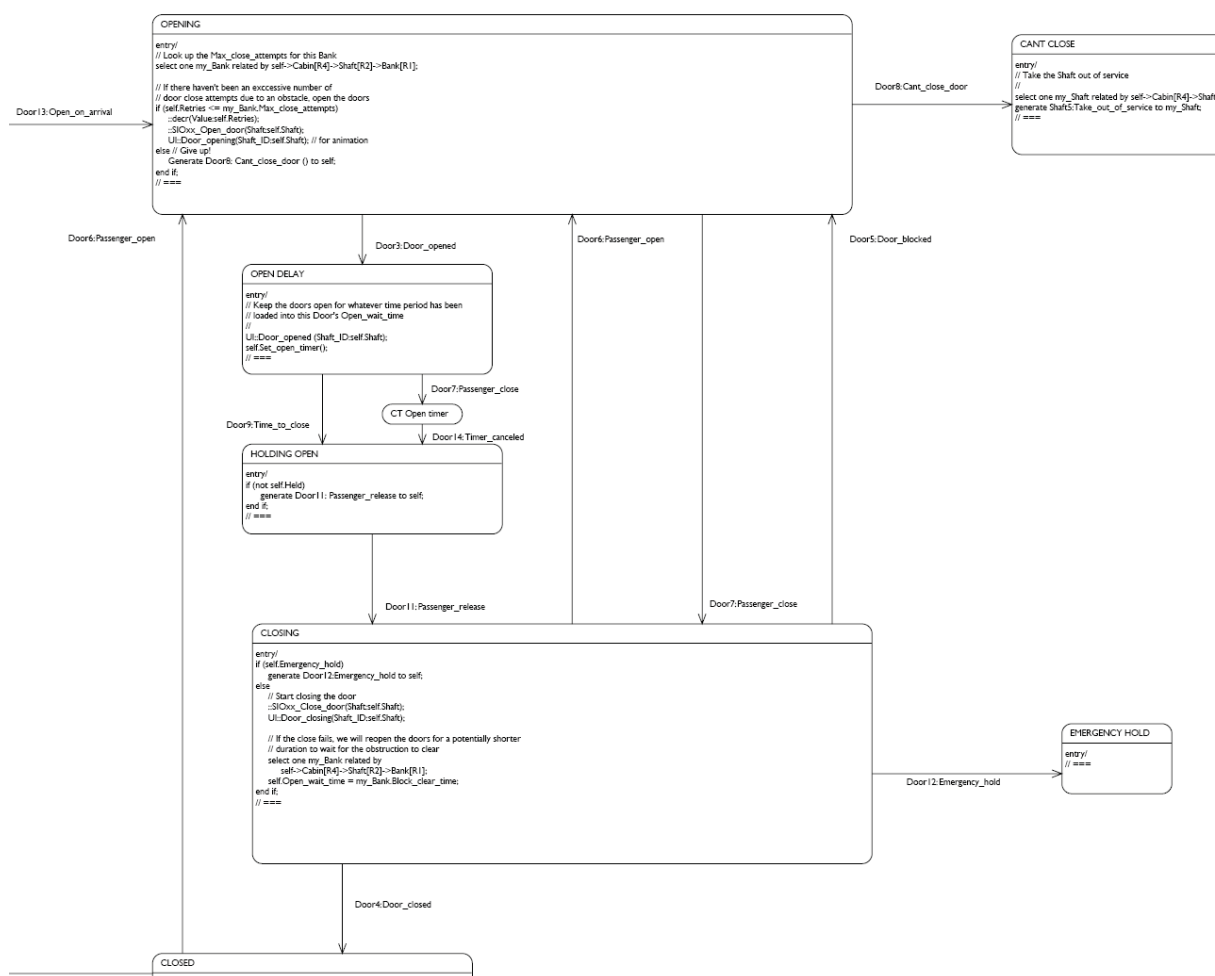 OPENING
entry/
// Look up the Max_close_attempts for this Bank
select one my_Bank related by self->Cabin[R4]->Shaft[R2]->Bank[R1];
// If there haven't been an exccessive number of
// door close attempts due to an obstacle, open the doors
if (self.Retries <= my_Bank.Max_close_attempts)
::decr(Value:self.Retries);
::SIOxx_Open_door(Shaft:self.Shaft);
UI::Door_opening(Shaft_ID:self.Shaft); // for animation
else // Give up!
Generate Door8: Cant_close_door () to self;
end if;
// ===
Door13:Open_on_arrival
Door8:Cant_close_door
CANT CLOSE
entry/
// Take the Shaft out of service
//
select one my_Shaft related by self->Cabin[R4]->Shaft
generate Shaft5:Take_out_of_service to my_Shaft;
// ===
Door6:Passenger_open
Door3:Door_opened
Door6:Passenger_open
Door5:Door_blocked
OPEN DELAY
entry/
// Keep the doors open for whatever time period has been
// loaded into this Door's Open_wait_time
//
UI::Door_opened (Shaft_ID:self.Shaft);
self.Set_open_timer();
// ===
Door7:Passenger_close
CT Open timer
Door9:Time_to_close
Door14:Timer_canceled
HOLDING OPEN
entry/
if (not self.Held)
generate Door11: Passenger_release to self;
end if;
// ===
Door11:Passenger_release
Door7:Passenger_close
CLOSING
entry/
if (self.Emergency_hold)
generate Door12:Emergency_hold to self;
else
// Start closing the door
::SIOxx_Close_door(Shaft:self.Shaft);
UI::Door_closing(Shaft_ID:self.Shaft);
// If the close fails, we will reopen the doors for a potentially shorter
// duration to wait for the obstruction to clear
select one my_Bank related by
self->Cabin[R4]->Shaft[R2]->Bank[R1];
self.Open_wait_time = my_Bank.Block_clear_time;
end if;
// ===
Door12:Emergency_hold
EMERGENCY HOLD
entry/
// ===
Door4:Door_closed
CLOSED